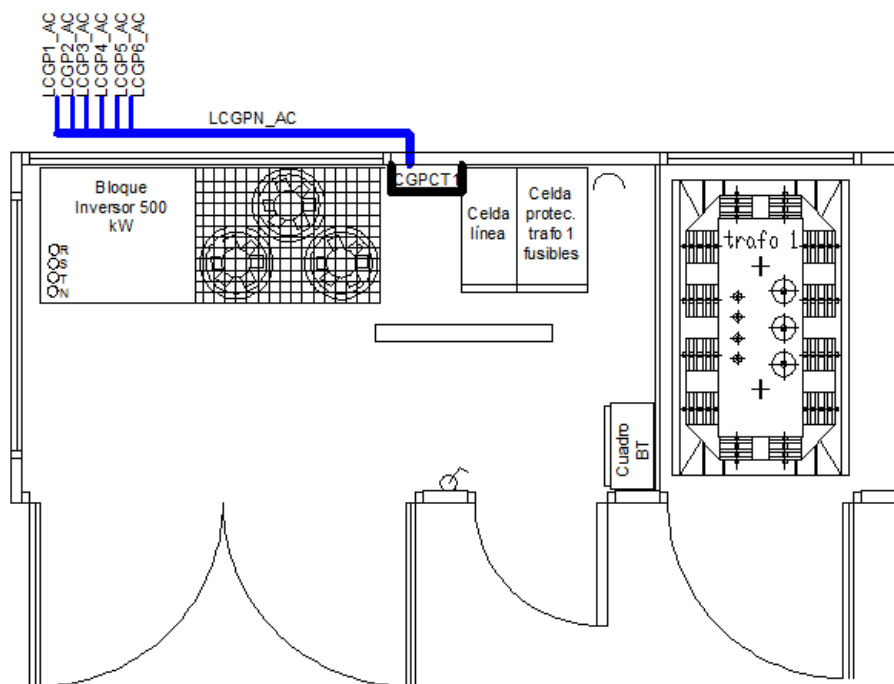 LCGP1_AC
LCGP2_AC
LCGP3_AC
LCGP4_AC
LCGP5_AC
LCGP6_AC
LCGPN_AC
Bloque
Inversor 500
kW
R
S
T
N
CGPCT1
Celda
línea
Celda
protec.
trafo 1
fusibles
trafo 1
Cuadro
BT